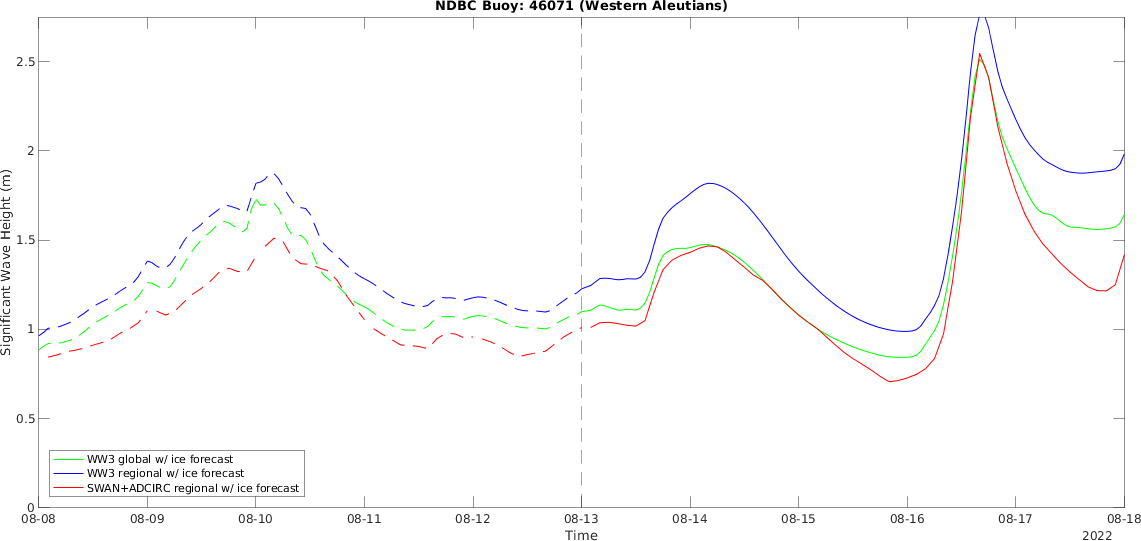 NDBC Buoy: 46071 (Western Aleutians)
Significant Wave Height (m)
2.5
2
1.5
1
0.5
0
WW3 global w/ ice forecast
WW3 regional w/ ice forecast
SWAN+ADCIRC regional w/ ice forecast
08-08 08-09 08-10 08-11 08-12 08-13 08-14 08-15 08-16 08-17 08-18
Time
2022